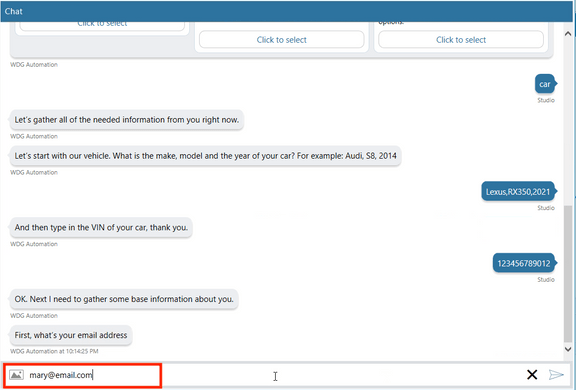 Chat
Click to select
options.
Click to select
Click to select
WDG Automation
car
Studio
Let's gather all of the needed information from you right now.
WDG Automation
Let's start with our vehicle. What is the make, model and the year of your car? For example: Audi, S8, 2014
WDG Automation
Lexus,RX350,2021
Studio
And then type in the VIN of your car, thank you.
WDG Automation
123456789012
Studio
OK. Next I need to gather some base information about you.
WDG Automation
First, what's your email address
WDG Automation at 10:14:25 PM
mary@email.com